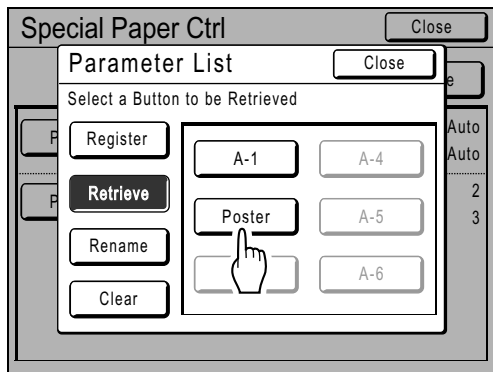 Special Paper Ctrl
Close
Parameter List
Close
Select a Button to be Retrieved
Register
Retrieve
Rename
Clear
A-1
A-4
Poster
A-5
A-6
Auto
Auto
2
3